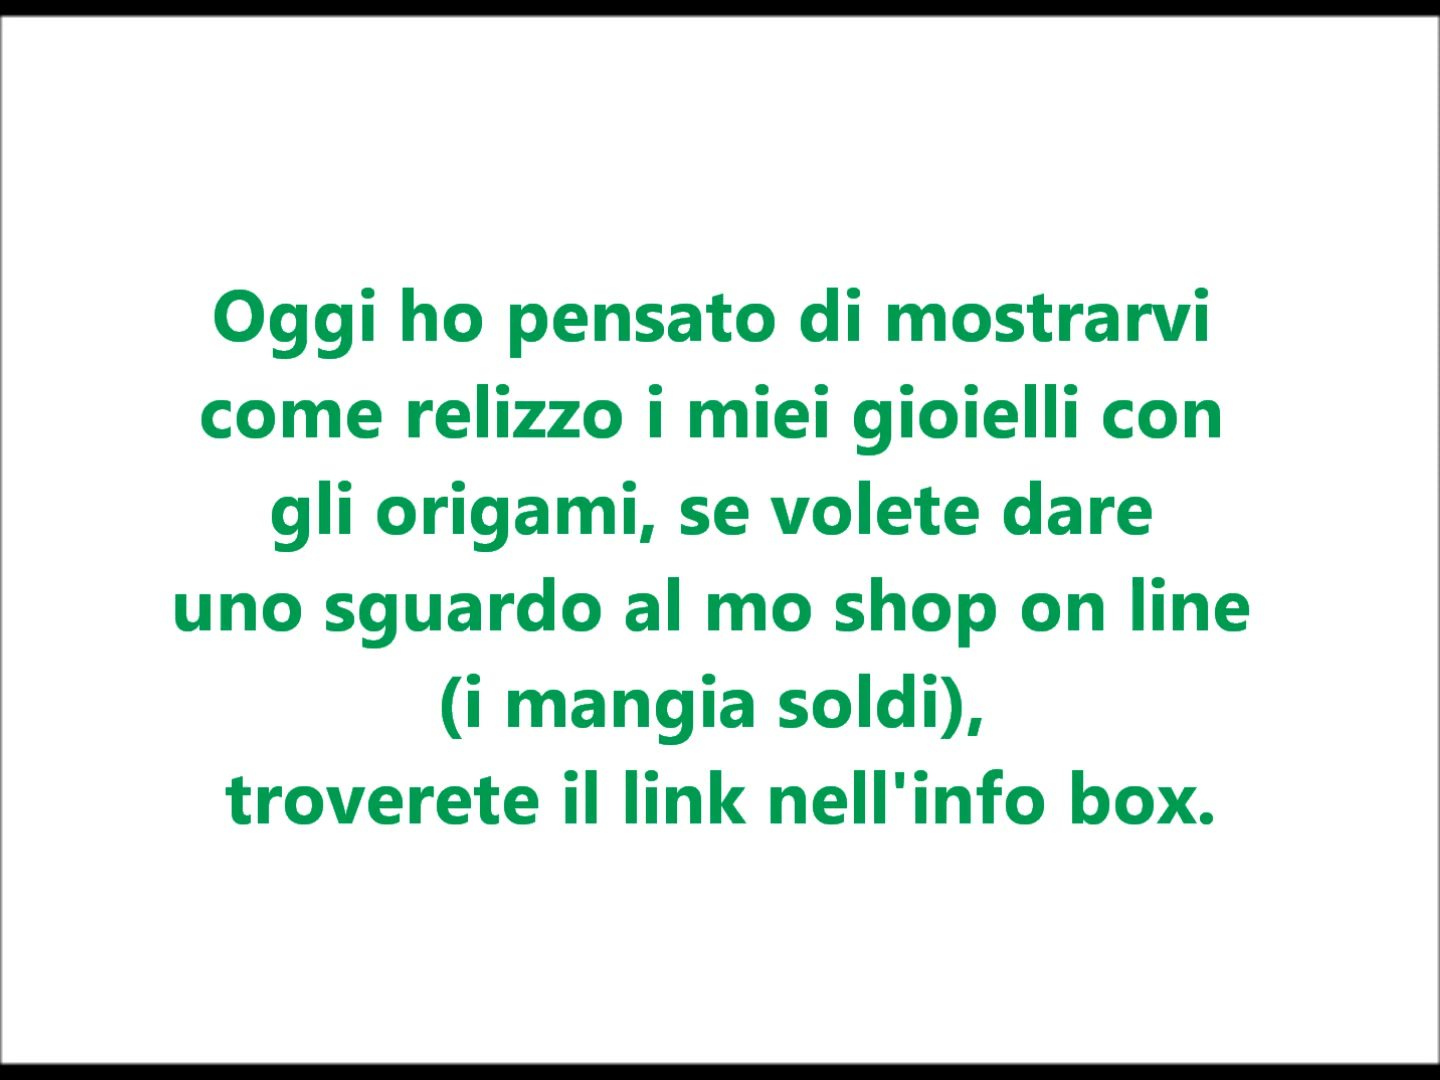 Oggi ho pensato di mostrarvi
come relizzo i miei gioielli con
gli origami, se volete dare
uno sguardo al mo shop on line
(i mangia soldi),
troverete il link nell'info box.